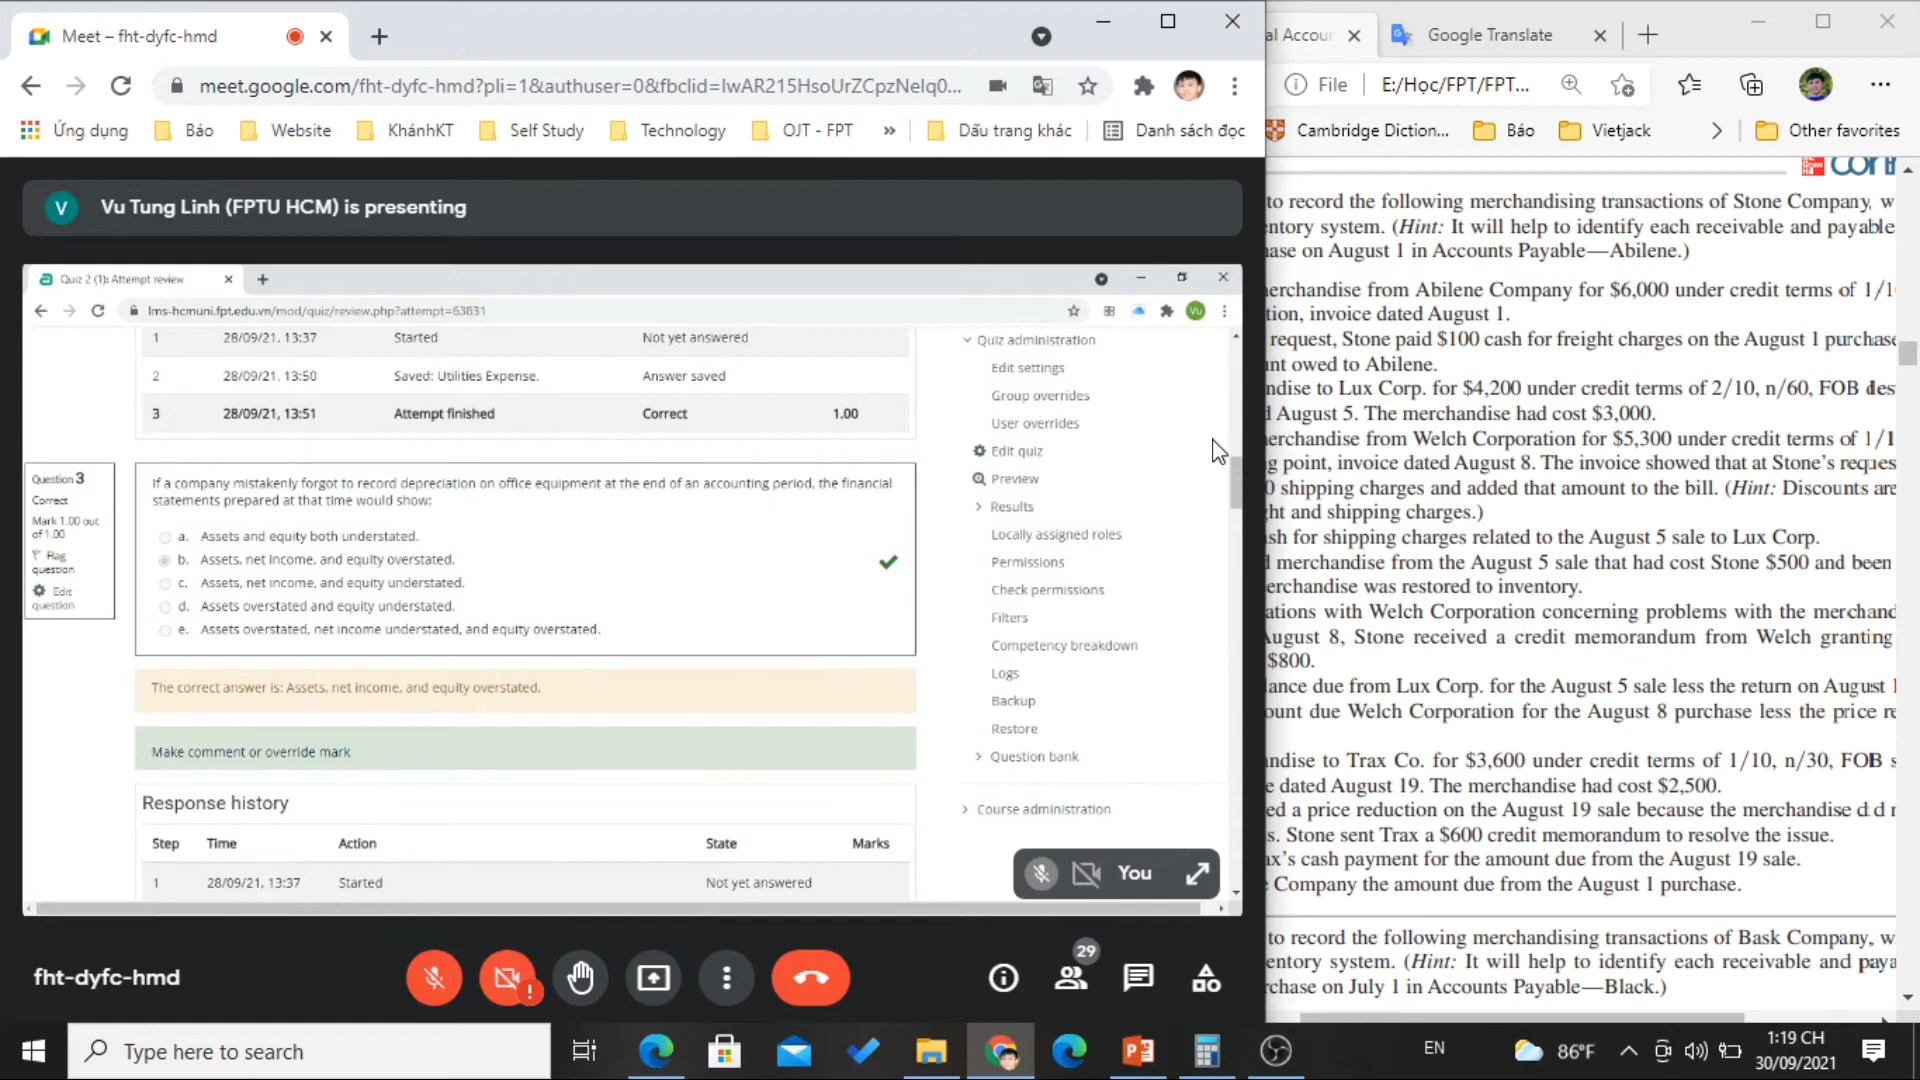 Meet – fht-dyfc-hmd
meet.google.com/fht-dyfc-hmd?pli=1&authuser=0&fbclid=IwAR215HsoUrZCpzNeIq0...
Ứng dụng
Báo
Website
KhánhKT
Self Study
Technology
OJT - FPT
»
Dấu trang khác
Danh sách đọc
V
Vu Tung Linh (FPTU HCM) is presenting
Quiz 2 (1): Attempt review
lms-hcmuni.fpt.edu.vn/mod/quiz/review.php?attempt=63831
Vu
1 28/09/21, 13:37 Started Not yet answered
2 28/09/21, 13:50 Saved: Utilities Expense. Answer saved
3 28/09/21, 13:51 Attempt finished Correct 1.00
Question 3
Correct
Mark 1.00 out
of 1.00
Flag
question
Edit
question
If a company mistakenly forgot to record depreciation on office equipment at the end of an accounting period, the financial
statements prepared at that time would show:
a. Assets and equity both understated.
b. Assets, net income, and equity overstated.
c. Assets, net income, and equity understated.
d. Assets overstated and equity understated.
e. Assets overstated, net income understated, and equity overstated.
The correct answer is: Assets, net income, and equity overstated.
Make comment or override mark
Response history
Step Time Action State Marks
1 28/09/21, 13:37 Started Not yet answered
Quiz administration
Edit settings
Group overrides
User overrides
Edit quiz
Preview
Results
Locally assigned roles
Permissions
Check permissions
Filters
Competency breakdown
Logs
Backup
Restore
Question bank
Course administration
You
fht-dyfc-hmd
29
al Accour
Google Translate
File
E:/Học/FPT/FPT...
Cambridge Diction...
Báo
Vietjack
Other favorites
to record the following merchandising transactions of Stone Company, w
entory system. (Hint: It will help to identify each receivable and payable
ase on August 1 in Accounts Payable—Abilene.)
erchandise from Abilene Company for $6,000 under credit terms of 1/1
tion, invoice dated August 1.
request, Stone paid $100 cash for freight charges on the August 1 purchase
nt owed to Abilene.
ndise to Lux Corp. for $4,200 under credit terms of 2/10, n/60, FOB des
d August 5. The merchandise had cost $3,000.
erchandise from Welch Corporation for $5,300 under credit terms of 1/1
g point, invoice dated August 8. The invoice showed that at Stone's reques
0 shipping charges and added that amount to the bill. (Hint: Discounts are
ht and shipping charges.)
sh for shipping charges related to the August 5 sale to Lux Corp.
d merchandise from the August 5 sale that had cost Stone $500 and been
erchandise was restored to inventory.
ations with Welch Corporation concerning problems with the merchand
August 8, Stone received a credit memorandum from Welch granting
$800.
lance due from Lux Corp. for the August 5 sale less the return on August 1
ount due Welch Corporation for the August 8 purchase less the price re
ndise to Trax Co. for $3,600 under credit terms of 1/10, n/30, FOB s
e dated August 19. The merchandise had cost $2,500.
ed a price reduction on the August 19 sale because the merchandise did n
s. Stone sent Trax a $600 credit memorandum to resolve the issue.
ax's cash payment for the amount due from the August 19 sale.
e Company the amount due from the August 1 purchase.
to record the following merchandising transactions of Bask Company, w
entory system. (Hint: It will help to identify each receivable and paya
rchase on July 1 in Accounts Payable—Black.)
Type here to search
EN
86°F
1:19 CH
30/09/2021